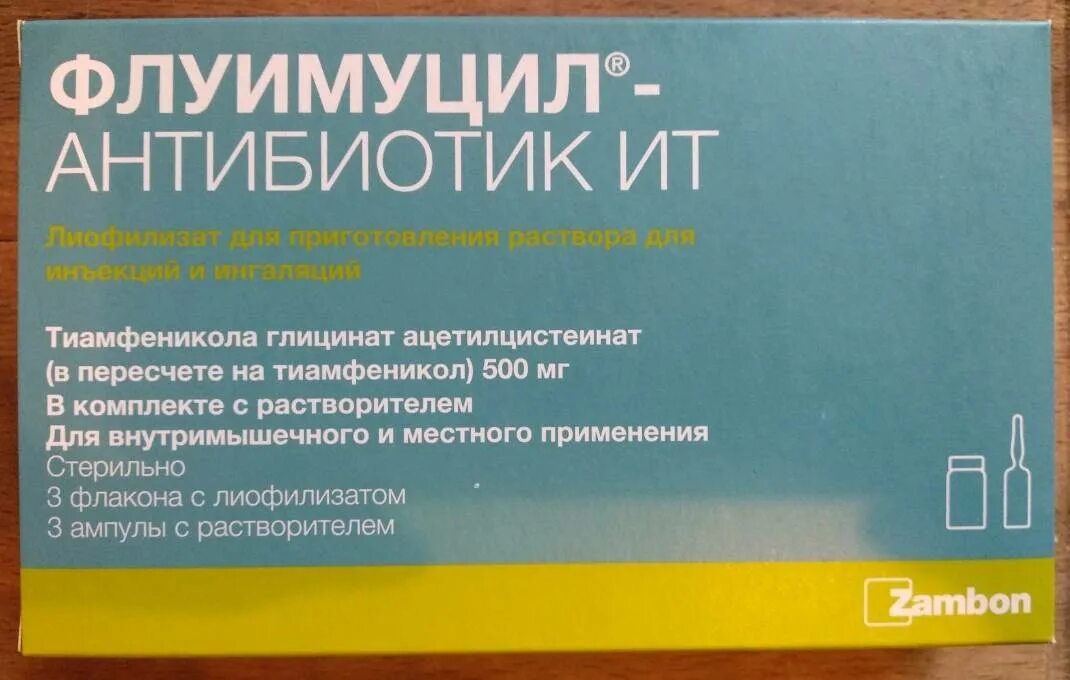 ФЛУИМУЦИЛ®-
АНТИБИОТИК ИТ
Лиофилизат для приготовления раствора для
инъекций и ингаляций
Тиамфеникола глицинат ацетилцистеинат
(в пересчете на тиамфеникол) 500 мг
В комплекте с растворителем
Для внутримышечного и местного применения
Стерильно
3 флакона с лиофилизатом
3 ампулы с растворителем
Zambon